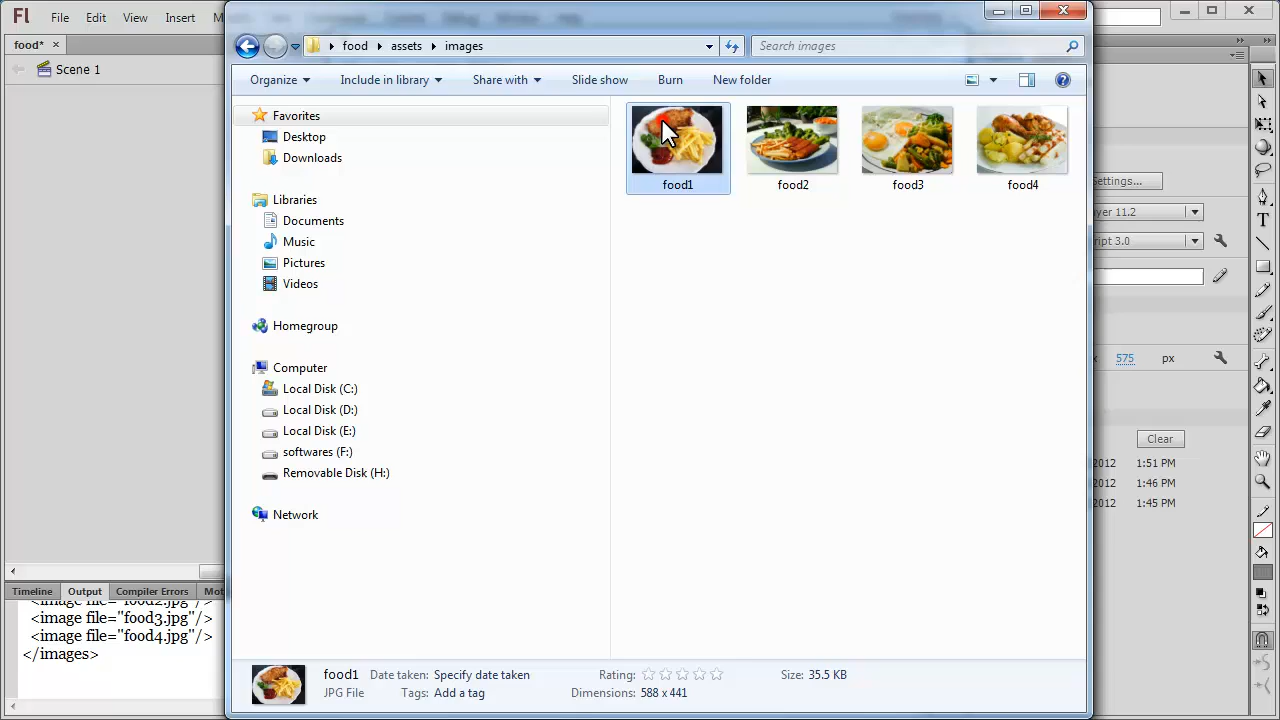 Fl File Edit View Insert
food* ×
Scene 1
food assets images
Search images
Organize Include in library Share with Slide show Burn New folder
Favorites
Desktop
Downloads
Libraries
Documents
Music
Pictures
Videos
Homegroup
Computer
Local Disk (C:)
Local Disk (D:)
Local Disk (E:)
softwares (F:)
Removable Disk (H:)
Network
food1 food2 food3 food4
Settings...
yer 11.2
ript 3.0
575 px
Clear
2012 1:51 PM
2012 1:46 PM
2012 1:45 PM
Timeline Output Compiler Errors Mot
<image file="food2.jpg"/>
<image file="food3.jpg"/>
<image file="food4.jpg"/>
</images>
food1 Date taken: Specify date taken Rating: Size: 35.5 KB
JPG File Tags: Add a tag Dimensions: 588 x 441